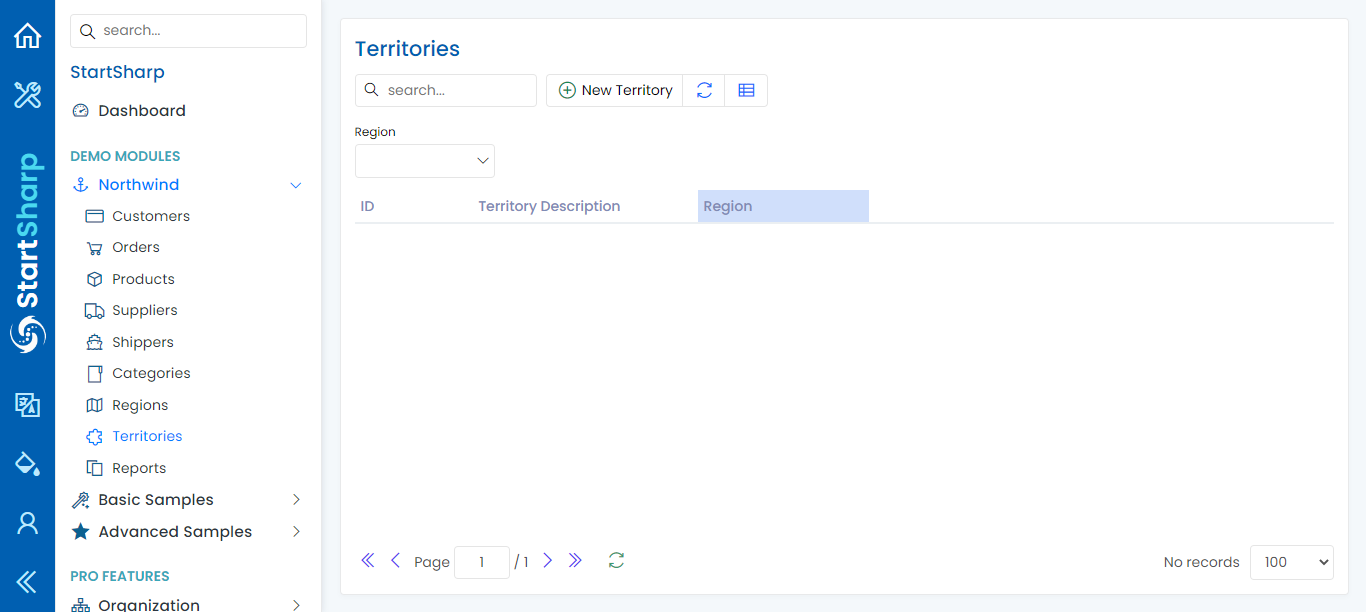 StartSharp
search...
StartSharp
Dashboard
DEMO MODULES
Northwind
Customers
Orders
Products
Suppliers
Shippers
Categories
Regions
Territories
Reports
Basic Samples
Advanced Samples
PRO FEATURES
Organization
Territories
search...
New Territory
Region
ID Territory Description Region
Page 1 / 1 No records 100